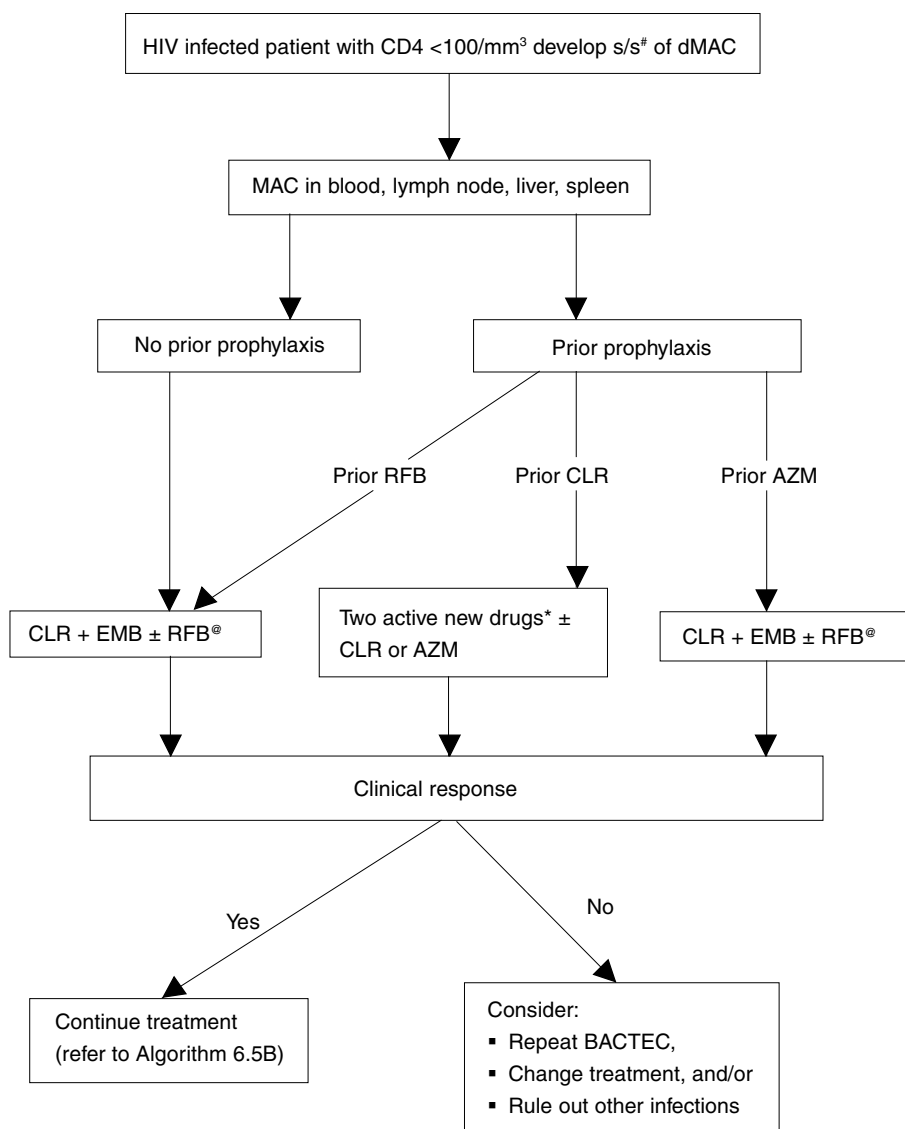 HIV infected patient with CD4 <100/mm³ develop s/s# of dMAC
MAC in blood, lymph node, liver, spleen
No prior prophylaxis
Prior prophylaxis
Prior RFB
Prior CLR
Prior AZM
CLR + EMB ± RFB@
Two active new drugs* ±
CLR or AZM
CLR + EMB ± RFB@
Clinical response
Yes
No
Continue treatment
(refer to Algorithm 6.5B)
Consider:
▪ Repeat BACTEC,
▪ Change treatment, and/or
▪ Rule out other infections